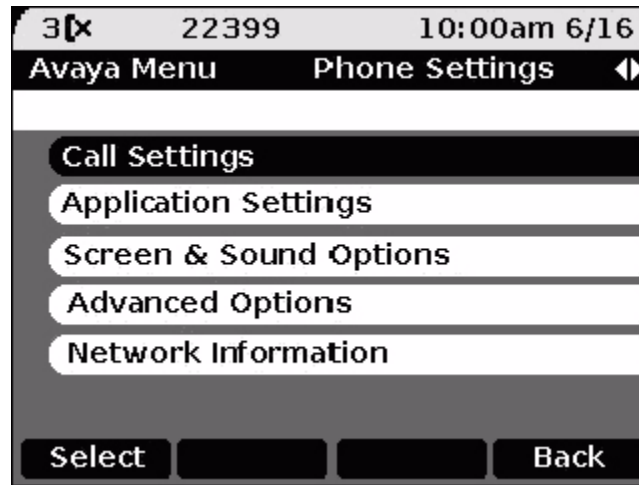 3 22399 10:00am 6/16
Avaya Menu Phone Settings
Call Settings
Application Settings
Screen & Sound Options
Advanced Options
Network Information
Select Back